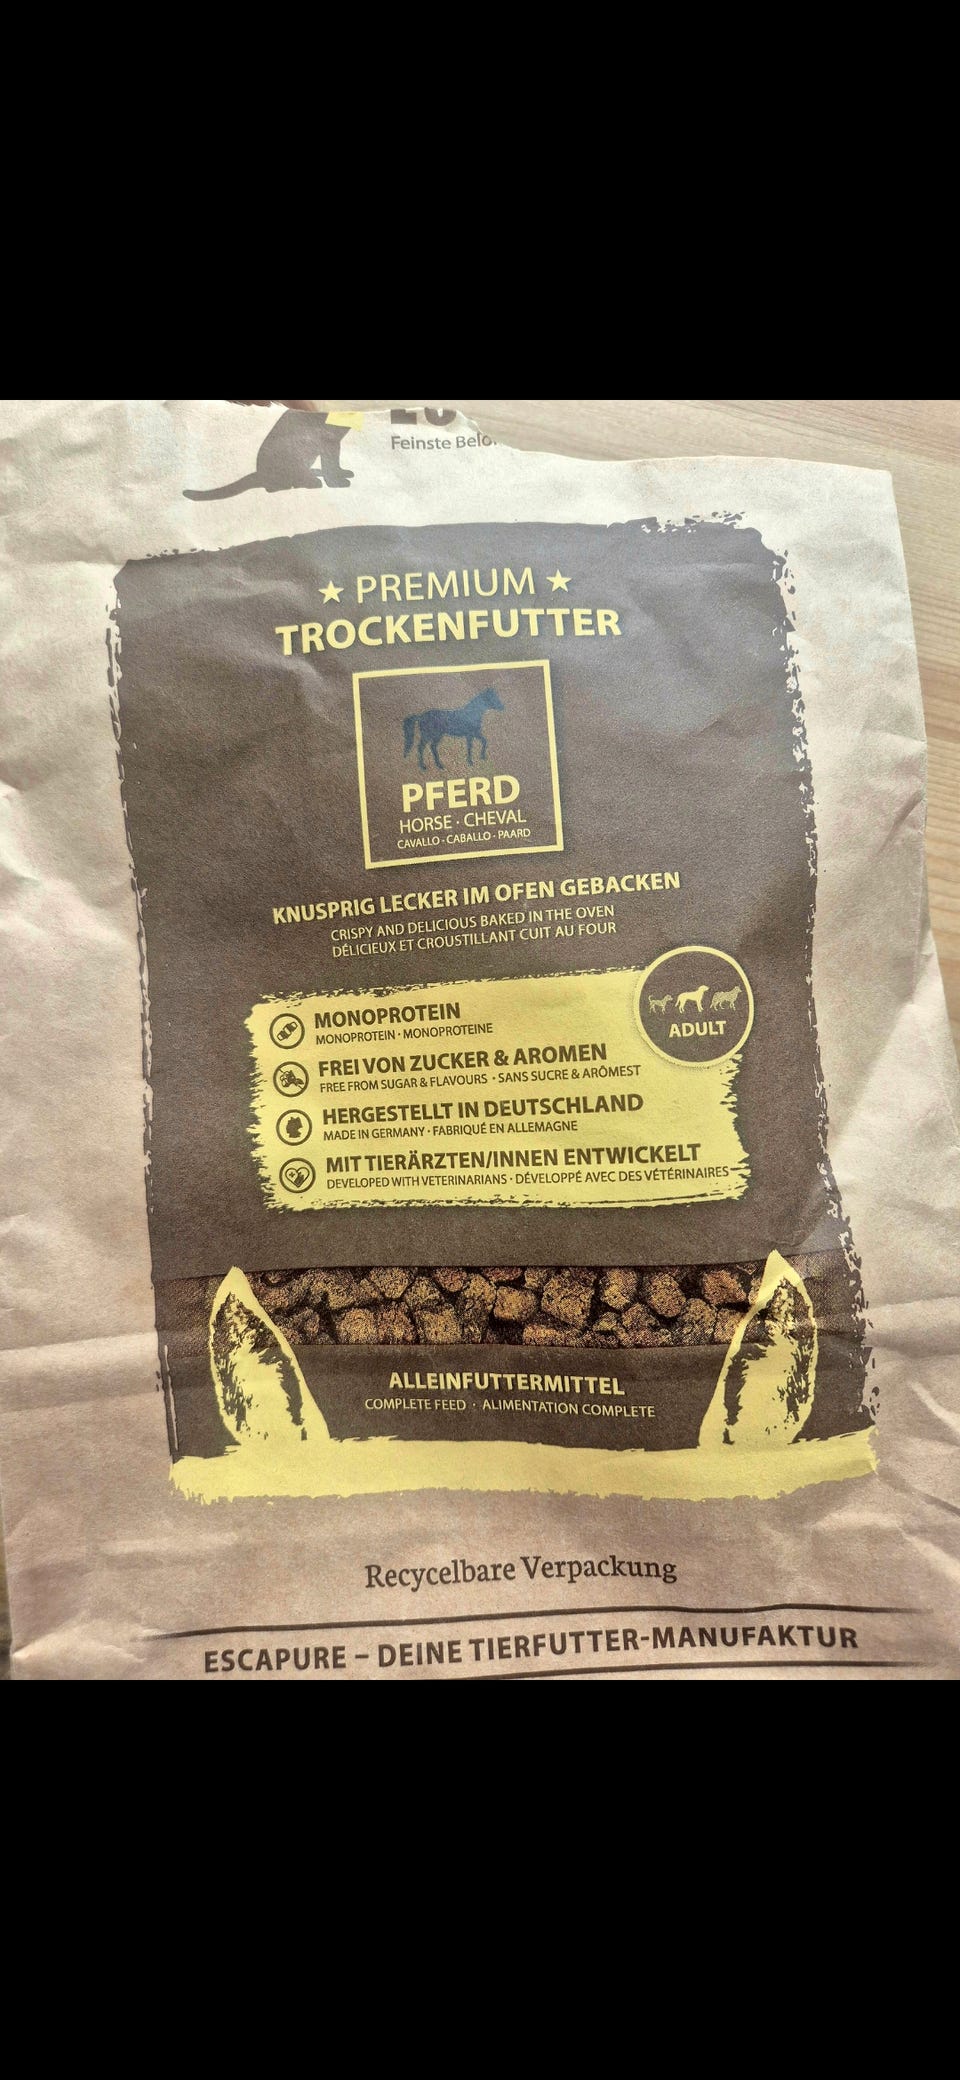 Feinste
★ PREMIUM ★
TROCKENFUTTER
PFERD
HORSE · CHEVAL
CAVALLO - CABALLO - PAARD
KNUSPRIG LECKER IM OFEN GEBACKEN
CRISPY AND DELICIOUS BAKED IN THE OVEN
DÉLICIEUX ET CROUSTILLANT CUIT AU FOUR
ADULT
MONOPROTEIN
MONOPROTEIN · MONOPROTEINE
FREI VON ZUCKER & AROMEN
FREE FROM SUGAR & FLAVOURS · SANS SUCRE & ARÔMEST
HERGESTELLT IN DEUTSCHLAND
MADE IN GERMANY · FABRIQUÉ EN ALLEMAGNE
MIT TIERÄRZTEN/INNEN ENTWICKELT
DEVELOPED WITH VETERINARIANS · DÉVELOPPÉ AVEC DES VÉTÉRINAIRES
ALLEINFUTTERMITTEL
COMPLETE FEED · ALIMENTATION COMPLETE
Recycelbare Verpackung
ESCAPURE – DEINE TIERFUTTER-MANUFAKTUR